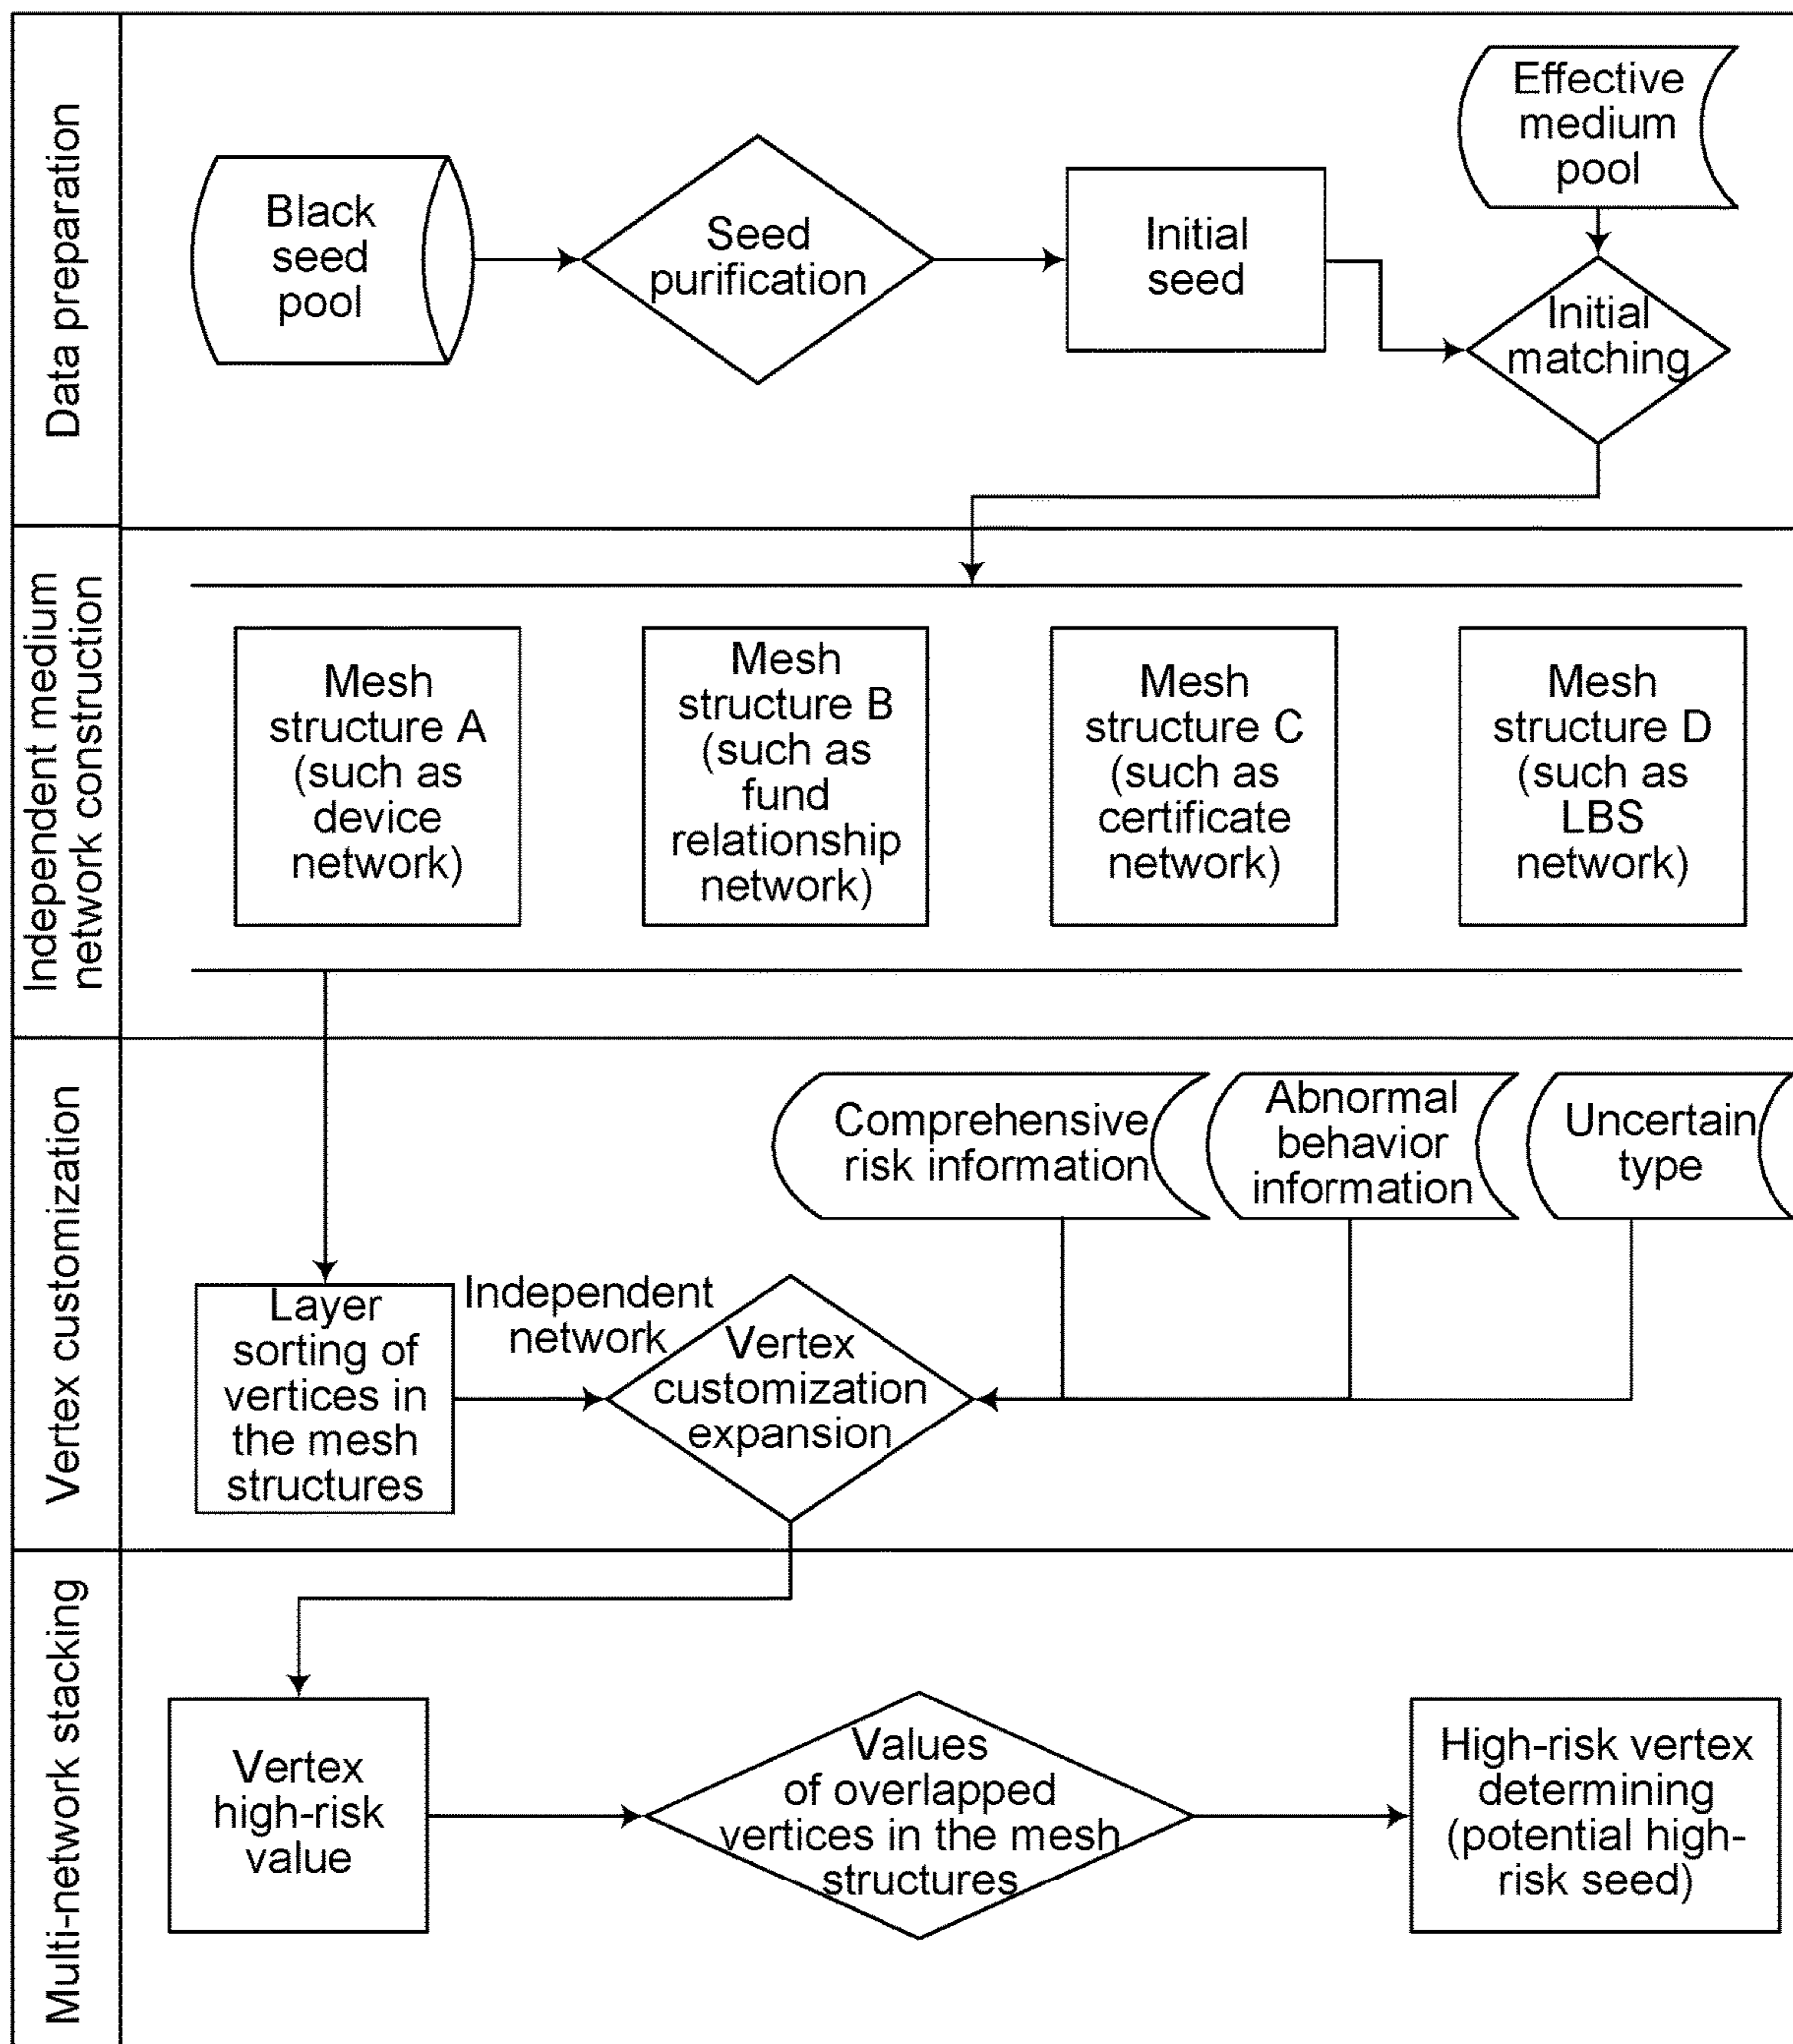 Data preparation
Black
seed
pool
Seed
purification
Initial
seed
Effective
medium
pool
Initial
matching
Independent medium
network construction
Mesh
structure A
(such as
device
network)
Mesh
structure B
(such as
fund
relationship
network)
Mesh
structure C
(such as
certificate
network)
Mesh
structure D
(such as
LBS
network)
Vertex customization
Comprehensive
risk information
Abnormal
behavior
information
Uncertain
type
Layer
sorting of
vertices in
the mesh
structures
Independent
network
Vertex
customization
expansion
Multi-network stacking
Vertex
high-risk
value
Values
of overlapped
vertices in the mesh
structures
High-risk vertex
determining
(potential high-
risk seed)